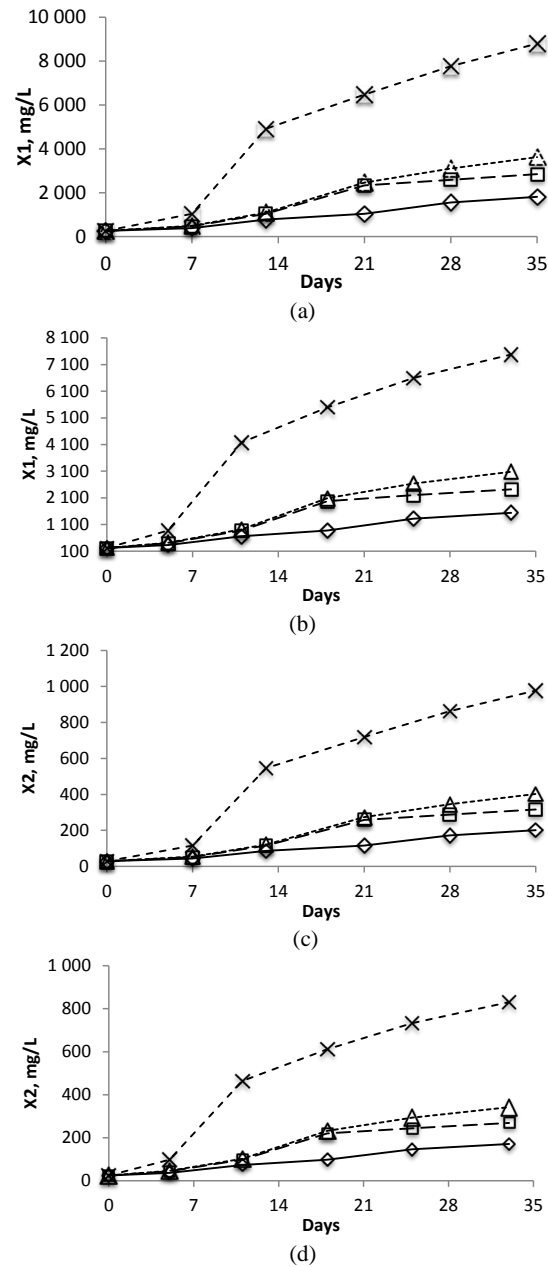 10 000
8 000
6 000
4 000
2 000
0
X1, mg/L
0 7 14 21 28 35
Days
(a)
8 100
7 100
6 100
5 100
4 100
3 100
2 100
1 100
100
X1, mg/L
0 7 14 21 28 35
Days
(b)
1 200
1 000
800
600
400
200
0
X2, mg/L
0 7 14 21 28 35
Days
(c)
1 000
800
600
400
200
0
X2, mg/L
0 7 14 21 28 35
Days
(d)